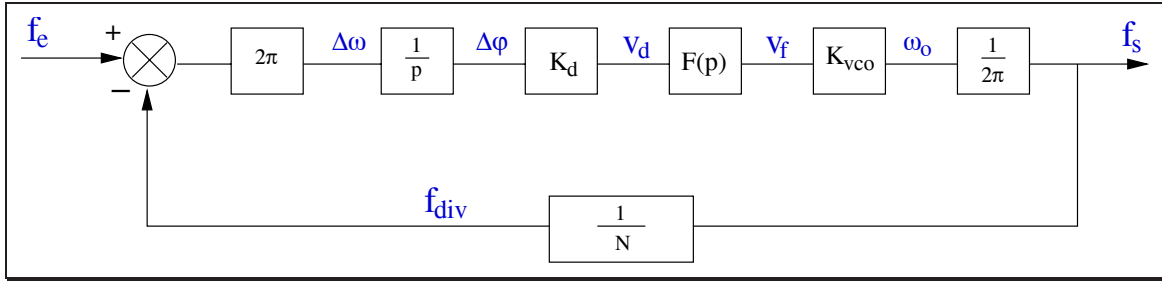 f_e
+
−
2π
Δω
1
p
Δφ
K_d
V_d
F(p)
V_f
K_vco
ω_o
1
2π
f_s
f_div
1
N